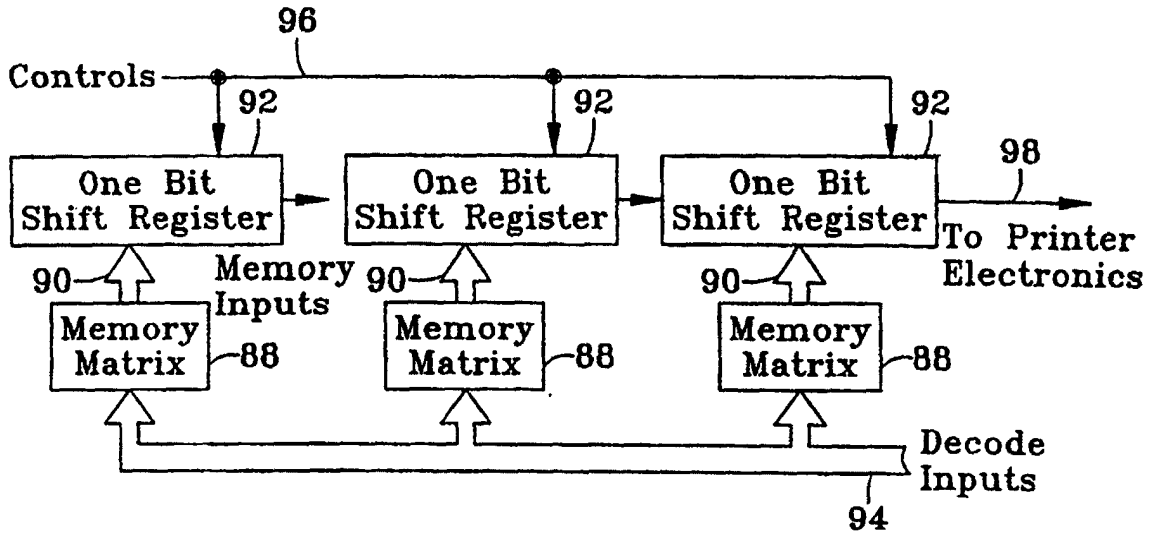 96
Controls
92
92
92
One Bit
Shift Register
One Bit
Shift Register
One Bit
Shift Register
98
To Printer
Electronics
90
Memory
Inputs
90
90
Memory
Matrix
88
Memory
Matrix
88
Memory
Matrix
88
Decode
Inputs
94